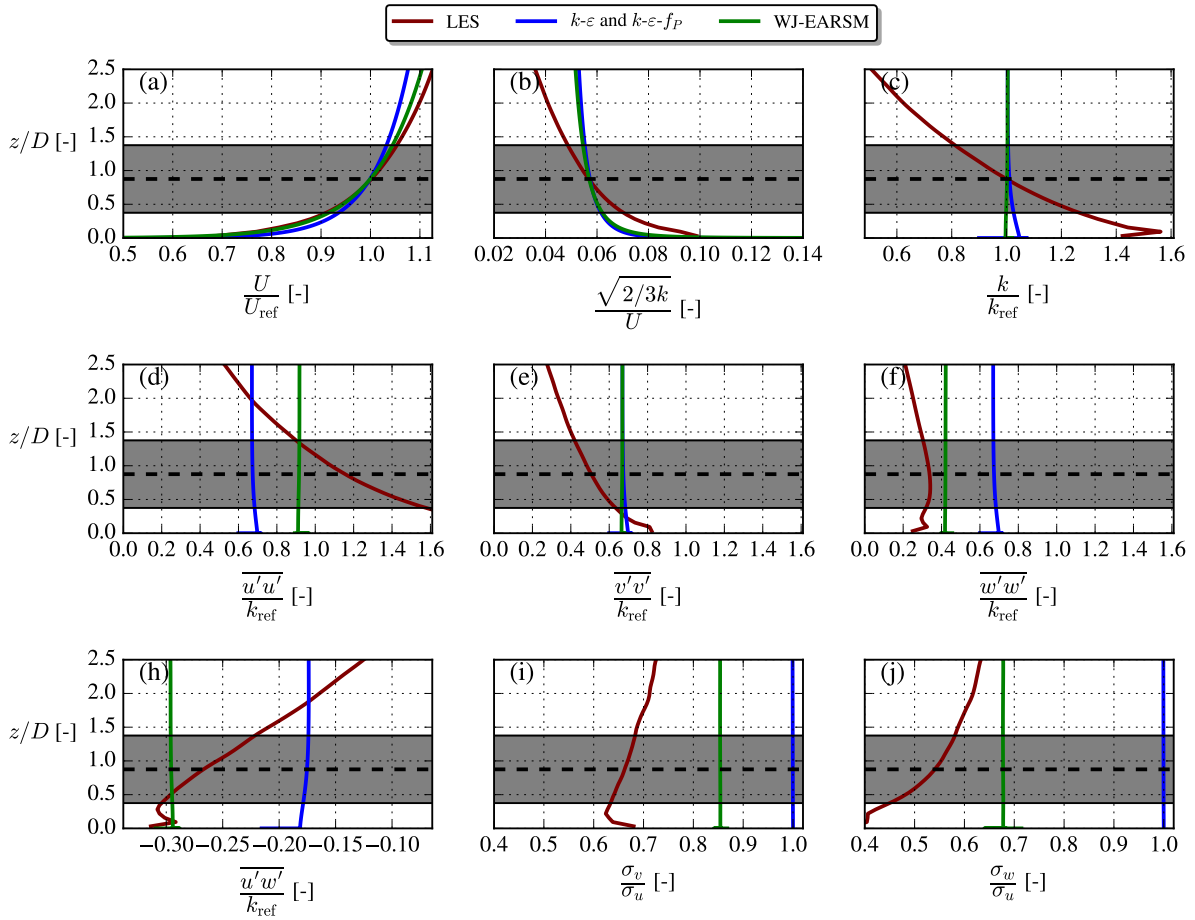 LES k-ε and k-ε-f_P WJ-EARSM
(a) (b) (c)
z/D [-]
2.5 2.0 1.5 1.0 0.5 0.0
0.5 0.6 0.7 0.8 0.9 1.0 1.1
0.02 0.04 0.06 0.08 0.10 0.12 0.14
0.6 0.8 1.0 1.2 1.4 1.6
U/U_ref [-]
√2/3k/U [-]
k/k_ref [-]
(d) (e) (f)
z/D [-]
2.5 2.0 1.5 1.0 0.5 0.0
0.0 0.2 0.4 0.6 0.8 1.0 1.2 1.4 1.6
0.0 0.2 0.4 0.6 0.8 1.0 1.2 1.4 1.6
0.0 0.2 0.4 0.6 0.8 1.0 1.2 1.4 1.6
u'u'/k_ref [-]
v'v'/k_ref [-]
w'w'/k_ref [-]
(h) (i) (j)
z/D [-]
2.5 2.0 1.5 1.0 0.5 0.0
−0.30 −0.25 −0.20 −0.15 −0.10
0.4 0.5 0.6 0.7 0.8 0.9 1.0
0.4 0.5 0.6 0.7 0.8 0.9 1.0
u'w'/k_ref [-]
σ_v/σ_u [-]
σ_w/σ_u [-]